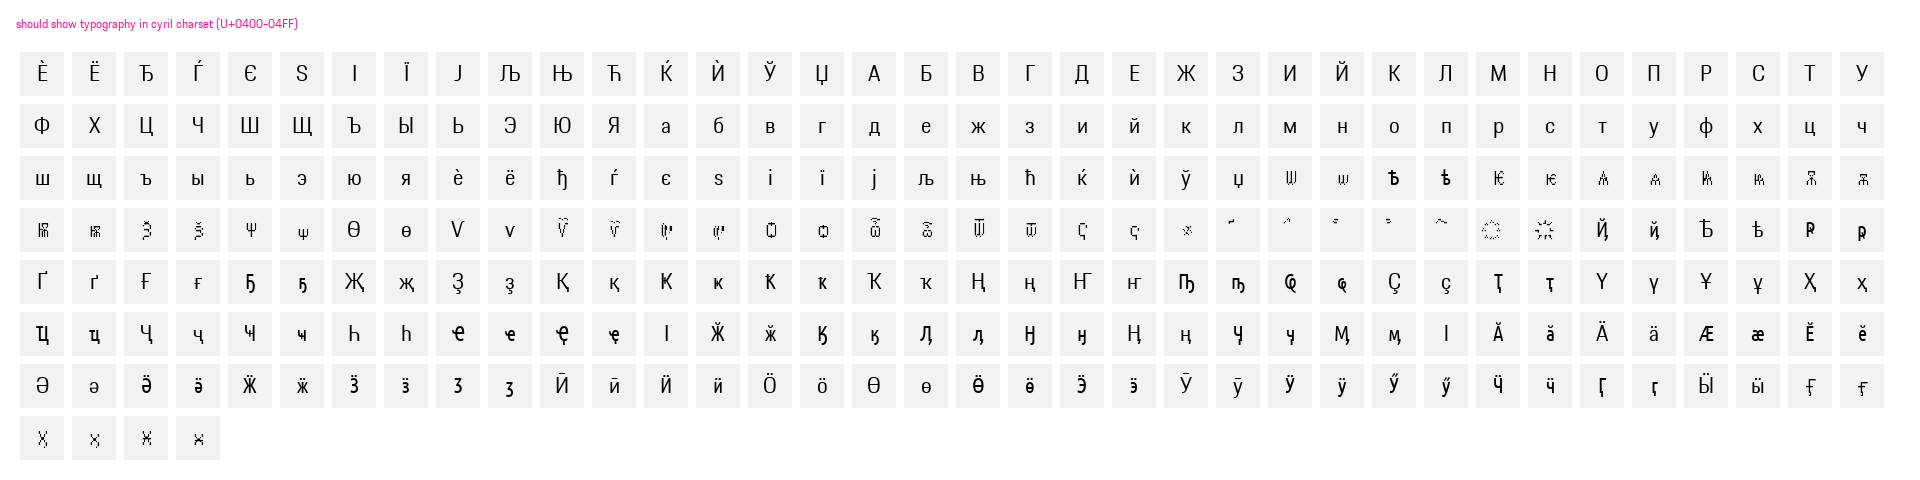 should show typography in cyril charset (U+0400-04FF)
Ѐ Ё Ђ Ѓ Є Ѕ І Ї Ј Љ Њ Ћ Ќ Ѝ Ў Џ А Б В Г Д Е Ж З И Й К Л М Н О П Р С Т У
Ф Х Ц Ч Ш Щ Ъ Ы Ь Э Ю Я а б в г д е ж з и й к л м н о п р с т у ф х ц ч
ш щ ъ ы ь э ю я ѐ ё ђ ѓ є ѕ і ї ј љ њ ћ ќ ѝ ў џ Ѡ ѡ Ѣ ѣ Ѥ ѥ Ѧ ѧ Ѩ ѩ Ѫ ѫ
Ѭ ѭ Ѯ ѯ Ѱ ѱ Ѳ ѳ Ѵ ѵ Ѷ ѷ Ѹ ѹ Ѻ ѻ Ѽ ѽ Ѿ ѿ Ҁ ҁ ҂ ҃ ҄ ҅ ҆ ҇ ҈ ҉ Ҋ ҋ Ҍ ҍ Ҏ ҏ
Ґ ґ Ғ ғ Ҕ ҕ Җ җ Ҙ ҙ Қ қ Ҝ ҝ Ҟ ҟ Ҡ ҡ Ң ң Ҥ ҥ Ҧ ҧ Ҩ ҩ Ҫ ҫ Ҭ ҭ Ү ү Ұ ұ Ҳ ҳ
Ҵ ҵ Ҷ ҷ Ҹ ҹ Һ һ Ҽ ҽ Ҿ ҿ Ӏ Ӂ ӂ Ӄ ӄ Ӆ ӆ Ӈ ӈ Ӊ ӊ Ӌ ӌ Ӎ ӎ ӏ Ӑ ӑ Ӓ ӓ Ӕ ӕ Ӗ ӗ
Ә ә Ӛ ӛ Ӝ ӝ Ӟ ӟ Ӡ ӡ Ӣ ӣ Ӥ ӥ Ӧ ӧ Ө ө Ӫ ӫ Ӭ ӭ Ӯ ӯ Ӱ ӱ Ӳ ӳ Ӵ ӵ Ӷ ӷ Ӹ ӹ Ӻ ӻ
Ӽ ӽ Ӿ ӿ